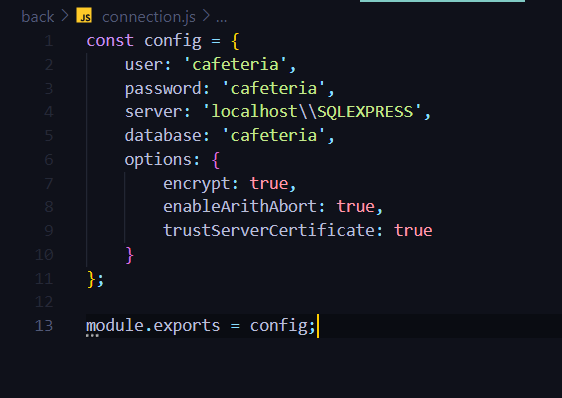 back > JS connection.js > ...
1 const config = {
2     user: 'cafeteria',
3     password: 'cafeteria',
4     server: 'localhost\\SQLEXPRESS',
5     database: 'cafeteria',
6     options: {
7         encrypt: true,
8         enableArithAbort: true,
9         trustServerCertificate: true
10     }
11 };
12
13 module.exports = config;